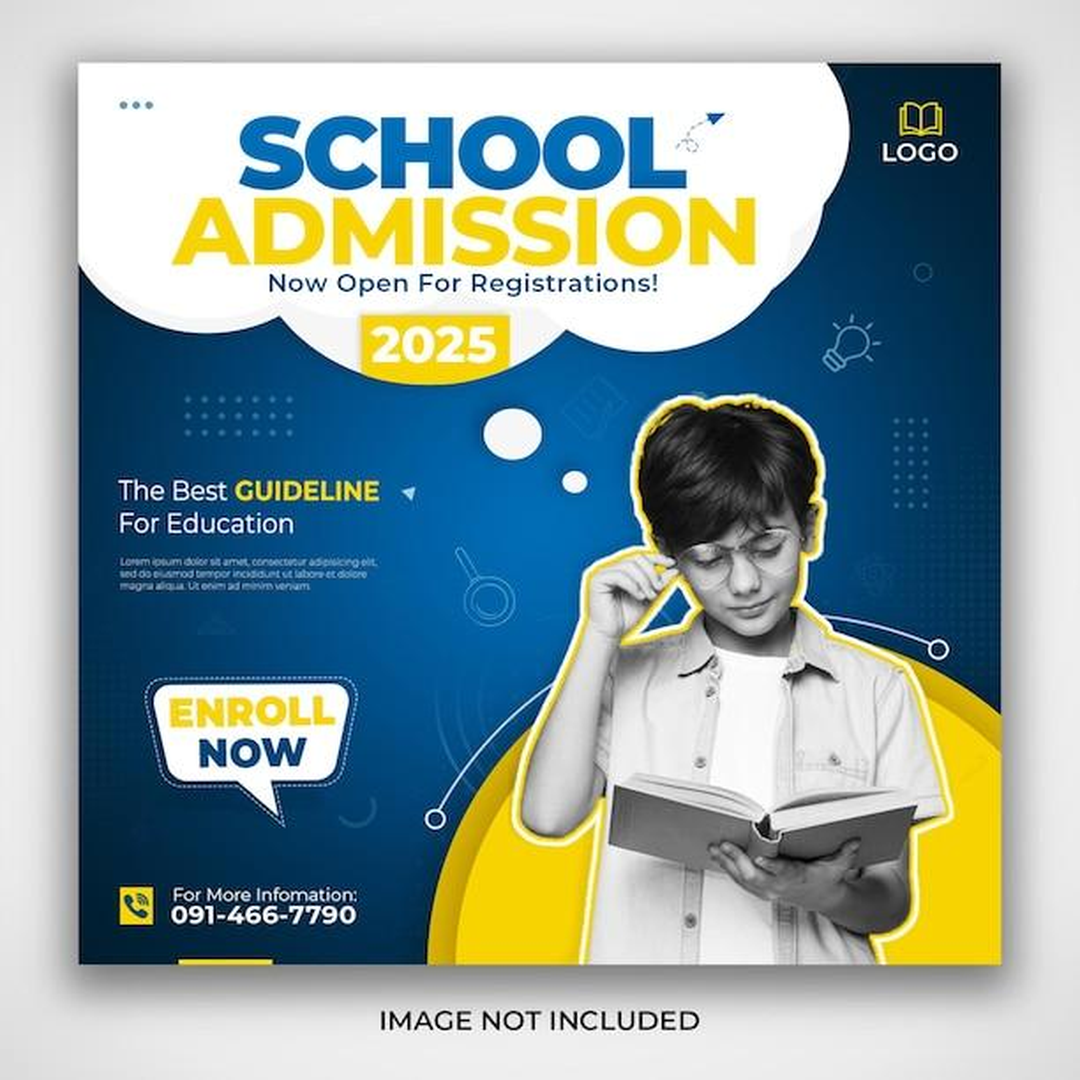 SCHOOL
ADMISSION
Now Open For Registrations!
2025
LOGO
The Best GUIDELINE
For Education
Lorem ipsum dolor sit amet, consectetur adipisicing elit,
sed do eiusmod tempor incididunt ut labore et dolore
magna aliqua. Ut enim ad minim veniam.
ENROLL
NOW
For More Infomation:
091-466-7790
IMAGE NOT INCLUDED